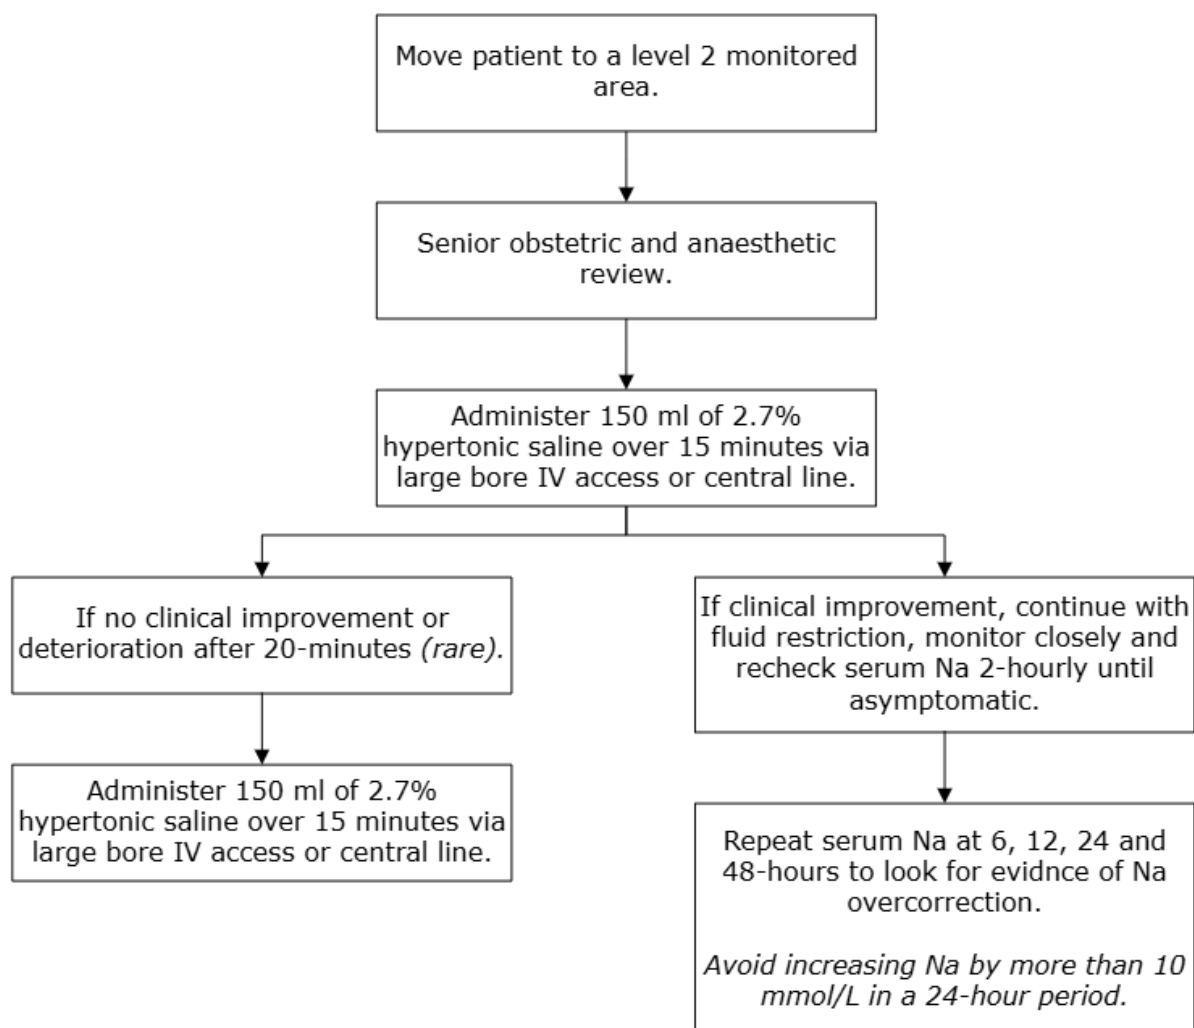 Move patient to a level 2 monitored
area.
Senior obstetric and anaesthetic
review.
Administer 150 ml of 2.7%
hypertonic saline over 15 minutes via
large bore IV access or central line.
If no clinical improvement or
deterioration after 20-minutes (rare).
Administer 150 ml of 2.7%
hypertonic saline over 15 minutes via
large bore IV access or central line.
If clinical improvement, continue with
fluid restriction, monitor closely and
recheck serum Na 2-hourly until
asymptomatic.
Repeat serum Na at 6, 12, 24 and
48-hours to look for evidnce of Na
overcorrection.
Avoid increasing Na by more than 10
mmol/L in a 24-hour period.